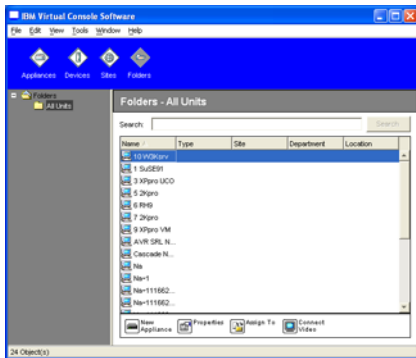 IBM Virtual Console Software
File Edit View Tools Window Help
Appliances Devices Sites Folders
Folders
All Units
Folders - All Units
Search:
Search
Name Type Site Department Location
10 W3Ksrv
1 SuSE91
3 XPpro UCO
5 2Kpro
6 RH9
7 2Kpro
9 XPpro VM
AVR SRL N...
Cascade N...
Na
Na-1
Na-111662...
Na-111662...
New Appliance Properties Assign To Connect Video
24 Object(s)